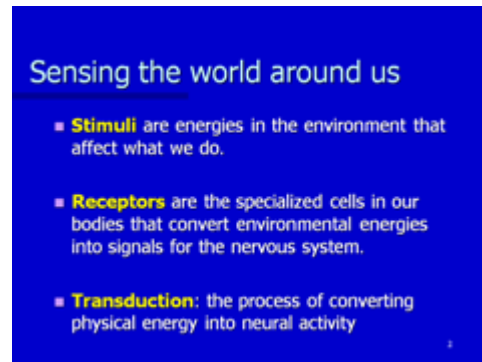 Sensing the world around us
Stimuli are energies in the environment that
affect what we do.
Receptors are the specialized cells in our
bodies that convert environmental energies
into signals for the nervous system.
Transduction: the process of converting
physical energy into neural activity
2